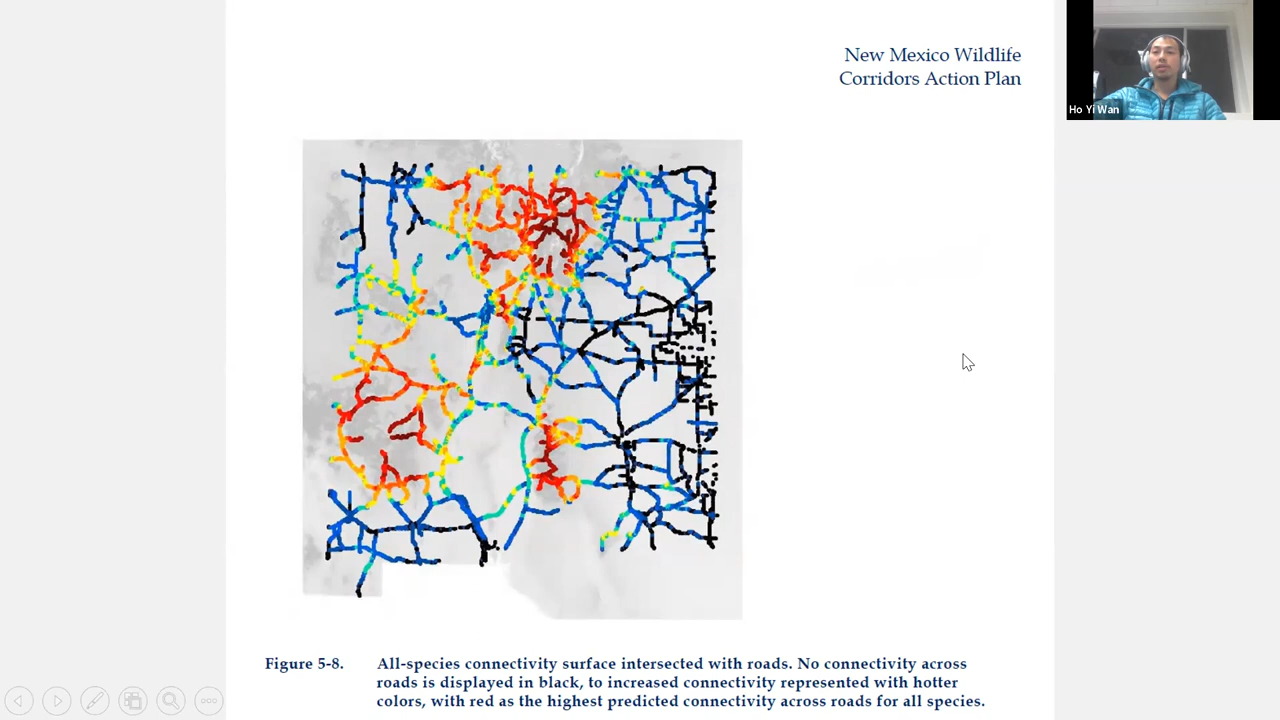 New Mexico Wildlife
Corridors Action Plan
Ho Yi Wan
Figure 5-8. All-species connectivity surface intersected with roads. No connectivity across
roads is displayed in black, to increased connectivity represented with hotter
colors, with red as the highest predicted connectivity across roads for all species.